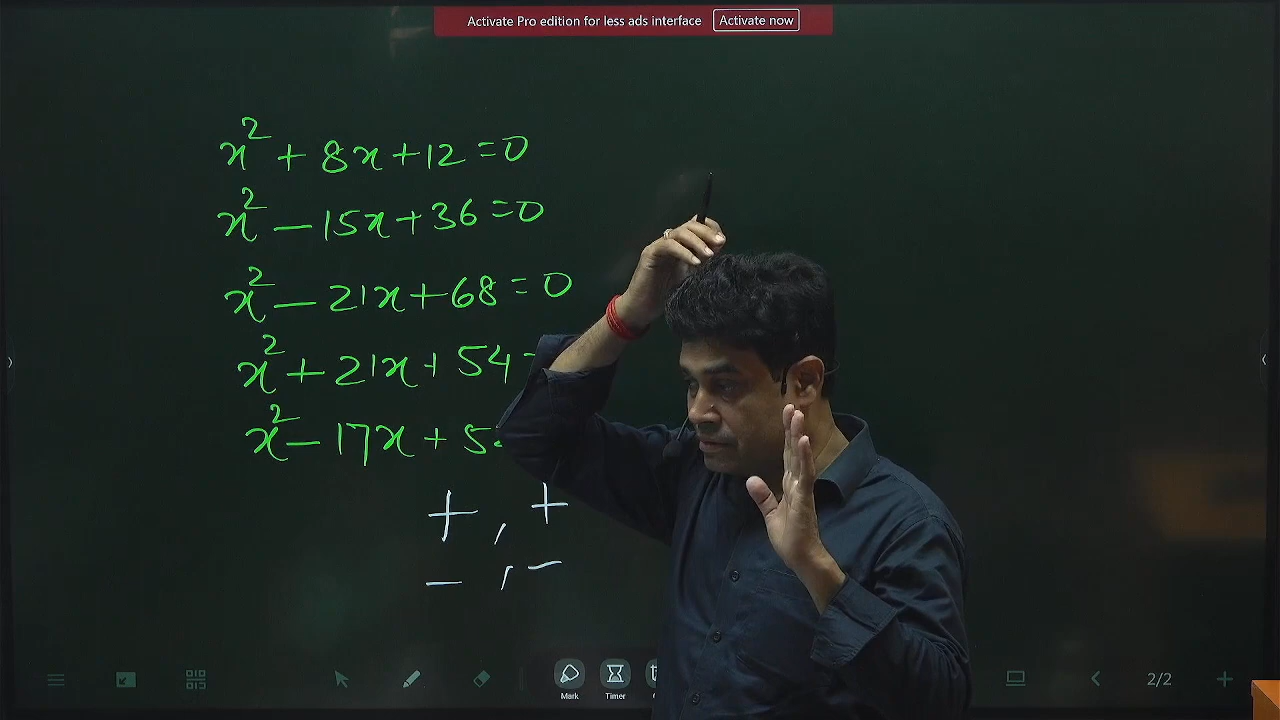 Activate Pro edition for less ads interface Activate now
x² + 8x + 12 = 0
x² - 15x + 36 = 0
x² - 21x + 68 = 0
x² + 21x + 54 =
x² - 17x + 5
+ , +
- , -
Mark Timer 2/2